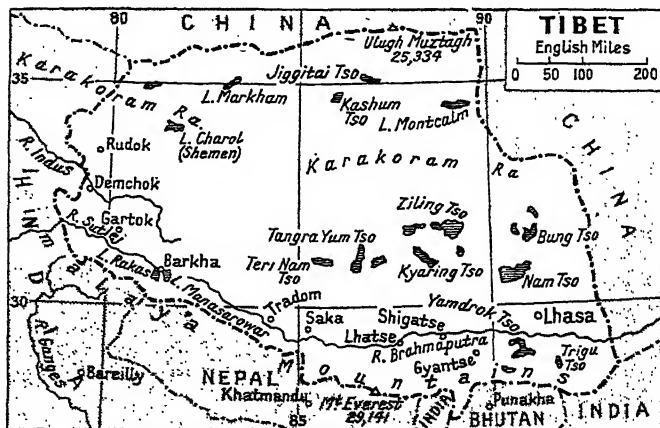 80
CHINA
90
TIBET
English Miles
0 50 100 200
Ulugh Muztagh
25,334
35
Karakoram
Ra.
Jiggitai Tso
L. Markham
Kashum
Tso
L. Montcalm
L. Charol
(Shemen)
Rudok
Karakoram
Ra
CHINA
R. Indus
Demchok
Gartok
R. Sutlej
Ziling Tso
Bung Tso
Tangra Yum Tso
L. Rakas
Barkha
Teri Nam
Tso
Kyaring Tso
Nam Tso
L. Manasarowar
Himalaya
30
Tradom
Yamdrok Tso
Saka
Shigatse
Lhasa
Lhatse
R. Brahmaputra
Gyantse
Trigu
Tso
R. Ganges
Bareilly
NEPAL
Mountains
Khatmandu
85
Mt Everest
29,141
INDIA
Punakha
BHUTAN
INDIA